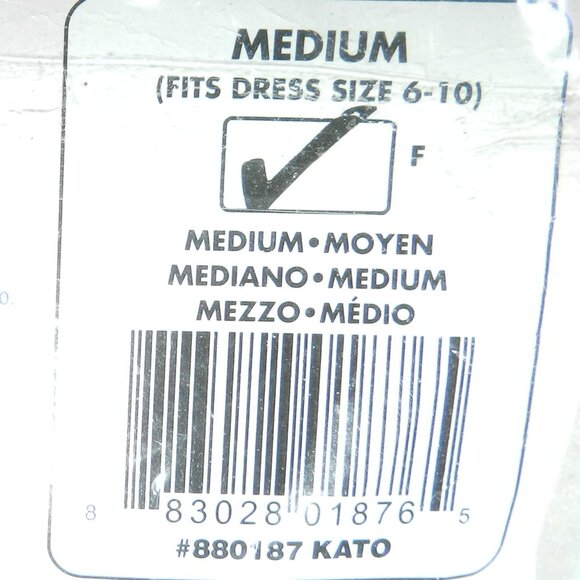 MEDIUM
(FITS DRESS SIZE 6-10)
F
MEDIUM•MOYEN
MEDIANO•MEDIUM
MEZZO•MÉDIO
8 83028 01876 5
#880187 KATO